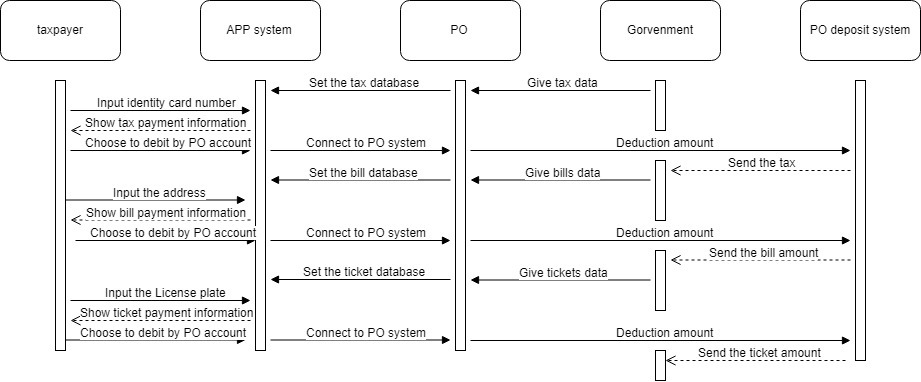 taxpayer
APP system
PO
Gorvenment
PO deposit system
Set the tax database
Give tax data
Input identity card number
Show tax payment information
Choose to debit by PO account
Connect to PO system
Deduction amount
Send the tax
Set the bill database
Give bills data
Input the address
Show bill payment information
Choose to debit by PO account
Connect to PO system
Deduction amount
Send the bill amount
Set the ticket database
Give tickets data
Input the License plate
Show ticket payment information
Choose to debit by PO account
Connect to PO system
Deduction amount
Send the ticket amount